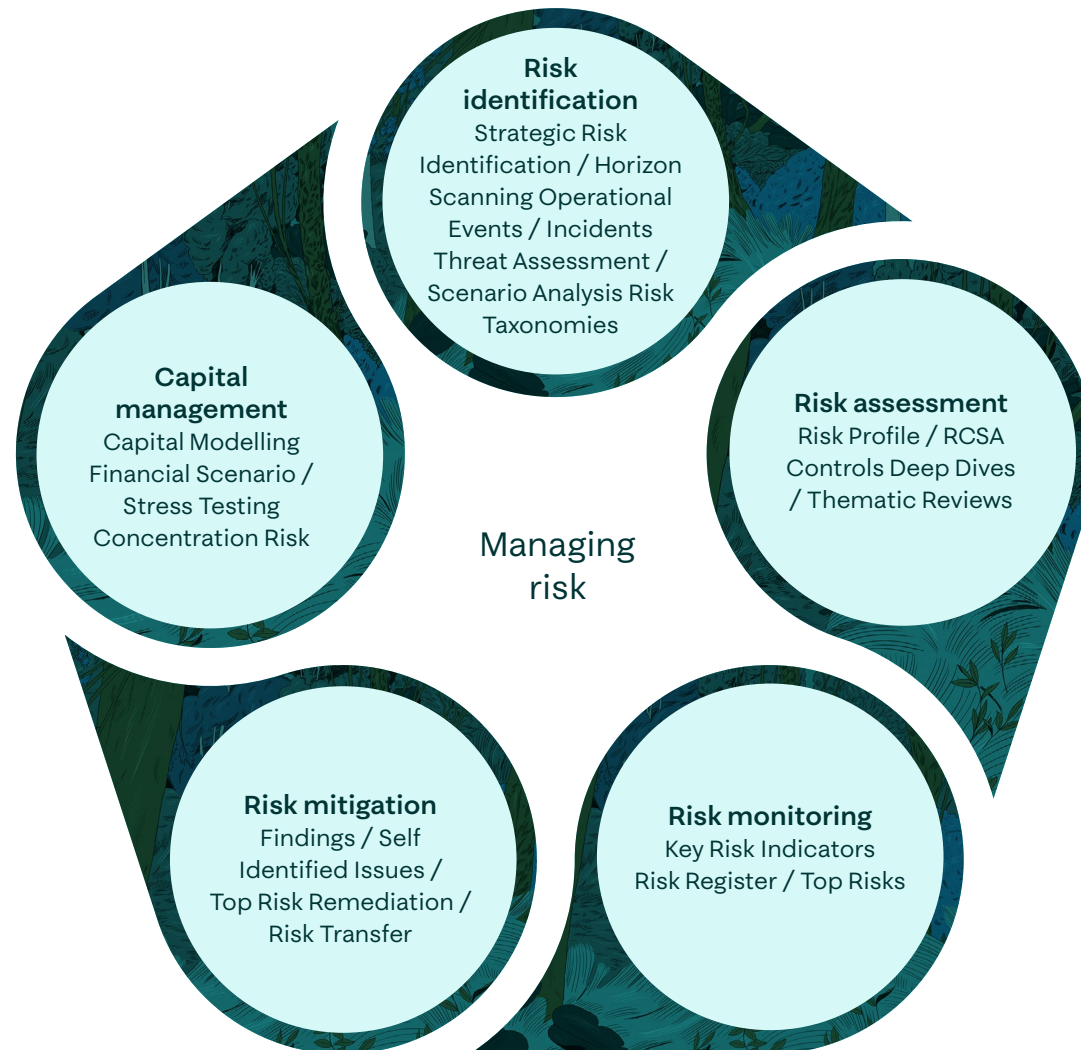 Risk
identification
Strategic Risk
Identification / Horizon
Scanning Operational
Events / Incidents
Threat Assessment /
Scenario Analysis Risk
Taxonomies
Risk assessment
Risk Profile / RCSA
Controls Deep Dives
/ Thematic Reviews
Risk monitoring
Key Risk Indicators
Risk Register / Top Risks
Risk mitigation
Findings / Self
Identified Issues /
Top Risk Remediation /
Risk Transfer
Capital
management
Capital Modelling
Financial Scenario /
Stress Testing
Concentration Risk
Managing
risk